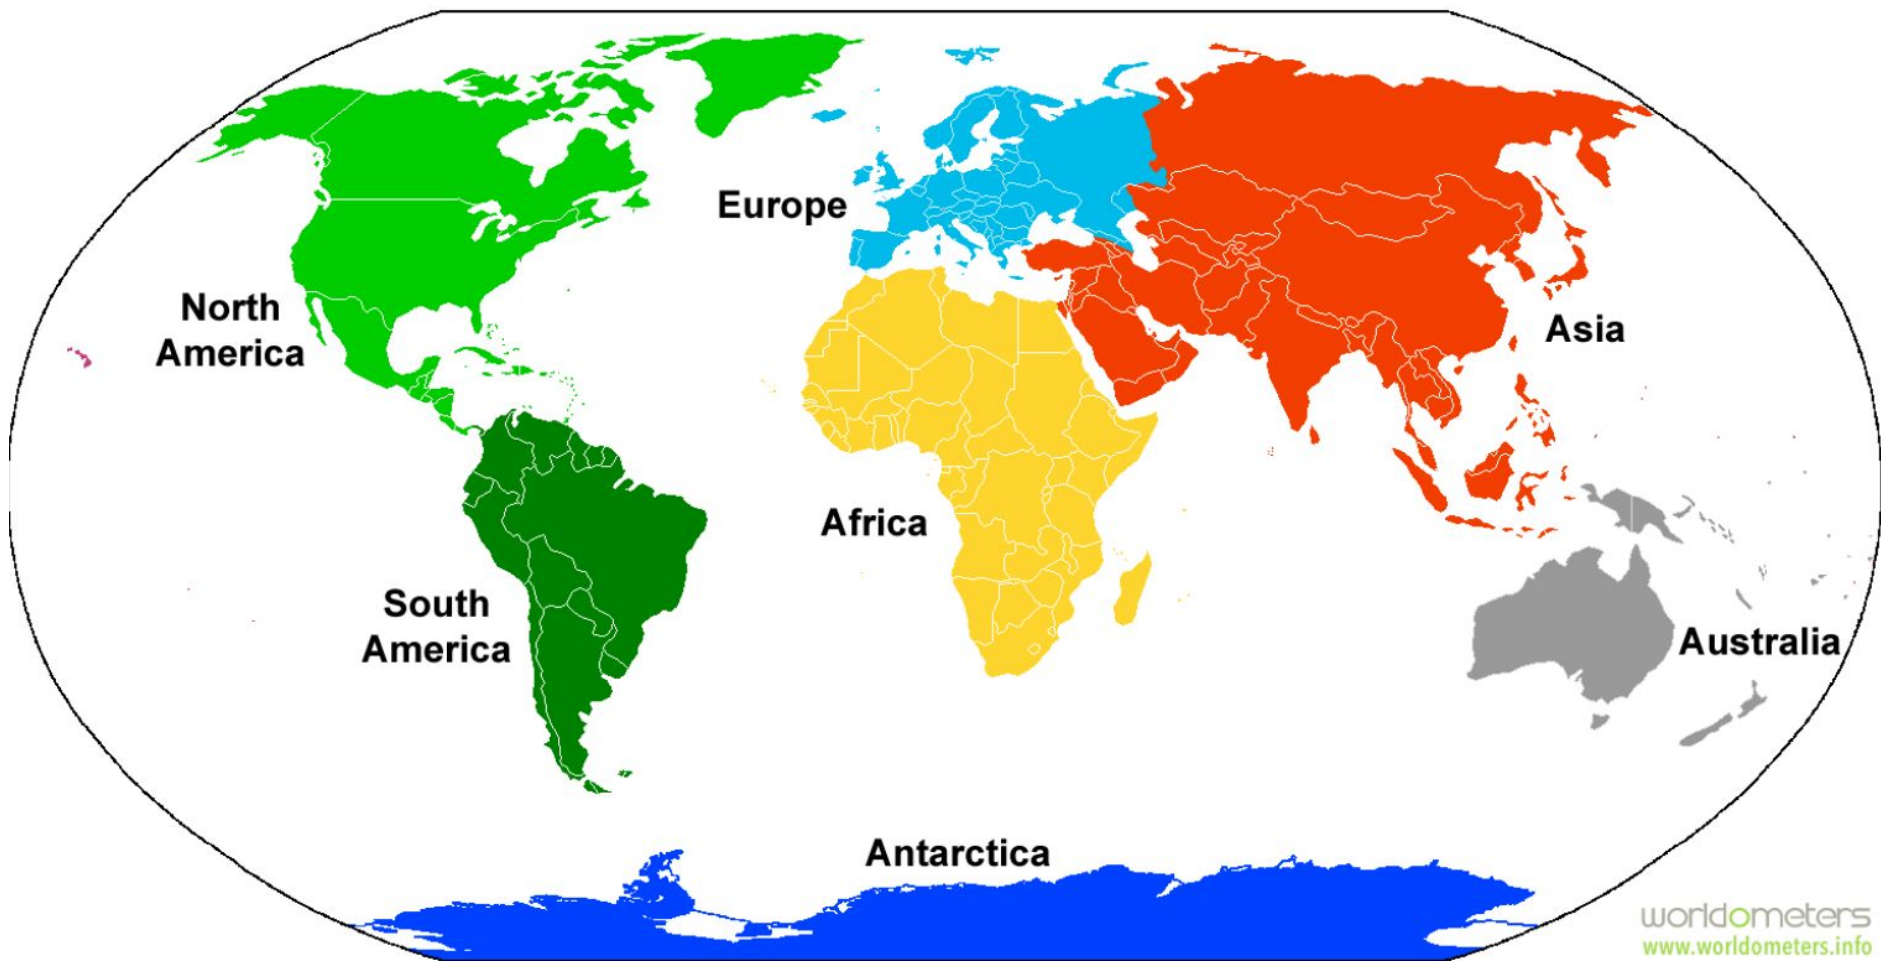 Europe
North
America
Asia
Africa
South
America
Australia
Antarctica
worldometers
www.worldometers.info